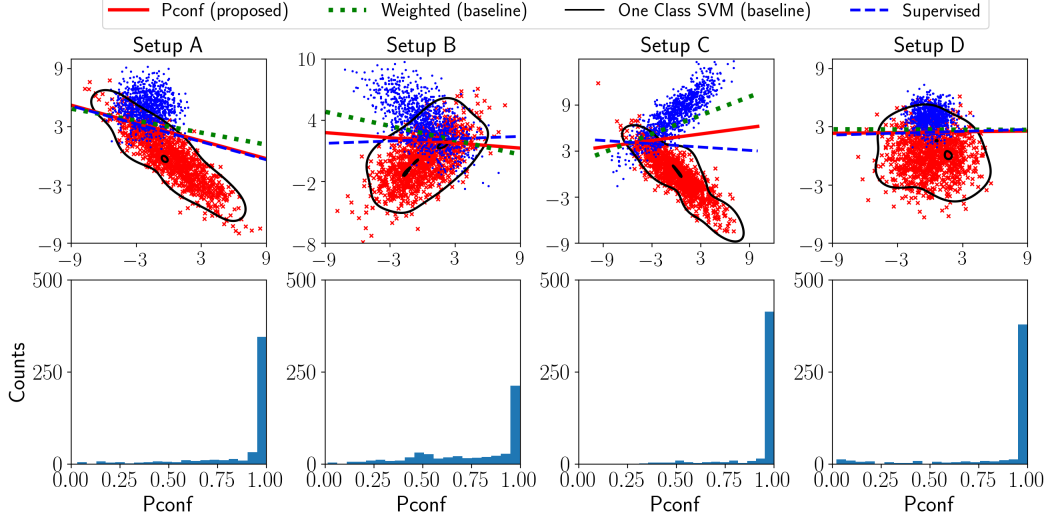 Pconf (proposed) Weighted (baseline) One Class SVM (baseline) Supervised
Setup A Setup B Setup C Setup D
9 3 −3 −9
−9 −3 3 9
10 4 −2 −8
−9 −3 3 9
9 3 −3 −9
−9 −3 3 9
9 3 −3 −9
−9 −3 3 9
Counts
500 250 0
0.00 0.25 0.50 0.75 1.00
Pconf
500 250 0
0.00 0.25 0.50 0.75 1.00
Pconf
500 250 0
0.00 0.25 0.50 0.75 1.00
Pconf
500 250 0
0.00 0.25 0.50 0.75 1.00
Pconf